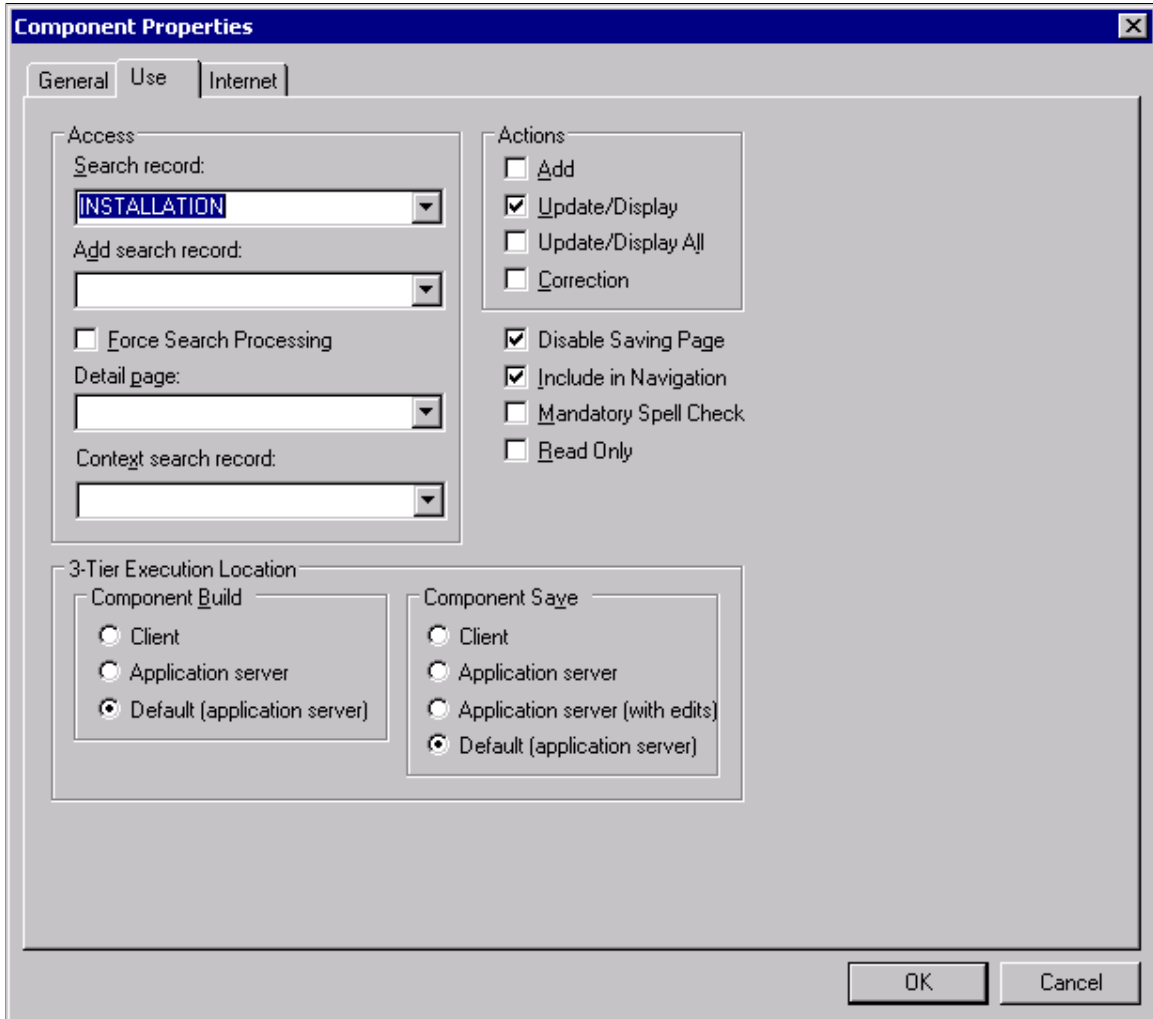 Component Properties
General
Use
Internet
Access
Search record:
INSTALLATION
Add search record:
Force Search Processing
Detail page:
Context search record:
Actions
Add
Update/Display
Update/Display All
Correction
Disable Saving Page
Include in Navigation
Mandatory Spell Check
Read Only
3-Tier Execution Location
Component Build
Client
Application server
Default (application server)
Component Save
Client
Application server
Application server (with edits)
Default (application server)
OK
Cancel